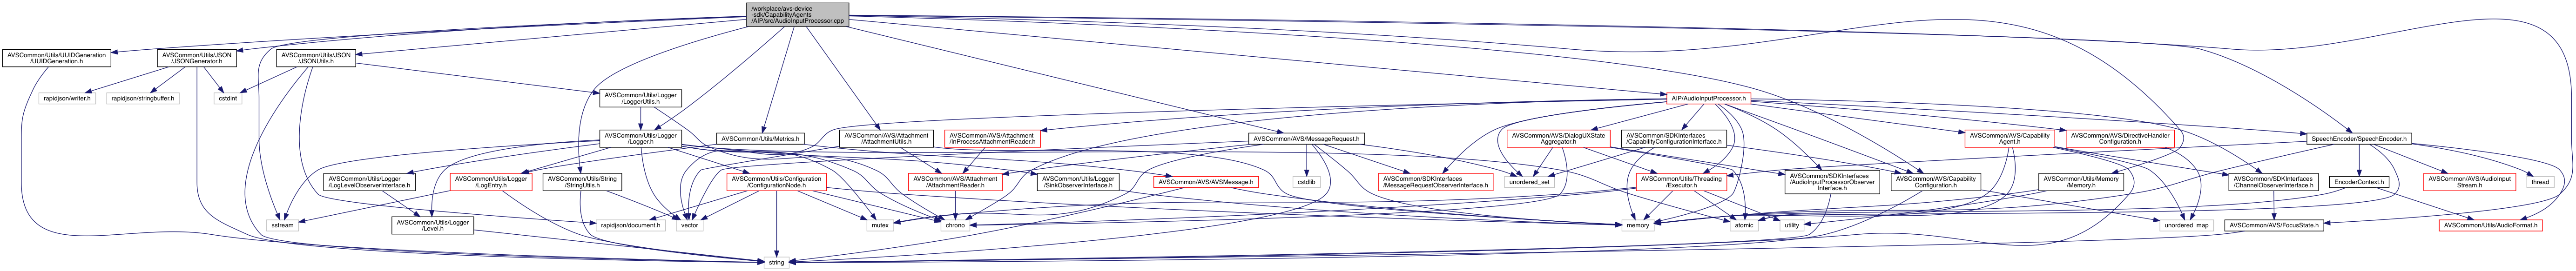 /workplace/avs-device
-sdk/CapabilityAgents
/AIP/src/AudioInputProcessor.cpp
AVSCommon/Utils/UUIDGeneration
/UUIDGeneration.h
AVSCommon/Utils/JSON
/JSONGenerator.h
AVSCommon/Utils/JSON
/JSONUtils.h
rapidjson/writer.h
rapidjson/stringbuffer.h
cstdint
AVSCommon/Utils/Logger
/LoggerUtils.h
AIP/AudioInputProcessor.h
AVSCommon/Utils/Logger
/Logger.h
AVSCommon/Utils/Metrics.h
AVSCommon/AVS/Attachment
/AttachmentUtils.h
AVSCommon/AVS/Attachment
/InProcessAttachmentReader.h
AVSCommon/AVS/MessageRequest.h
AVSCommon/AVS/DialogUXState
Aggregator.h
AVSCommon/SDKInterfaces
/CapabilityConfigurationInterface.h
AVSCommon/AVS/Capability
Agent.h
AVSCommon/AVS/DirectiveHandler
Configuration.h
SpeechEncoder/SpeechEncoder.h
AVSCommon/Utils/Logger
/LogLevelObserverInterface.h
AVSCommon/Utils/Logger
/LogEntry.h
AVSCommon/Utils/String
/StringUtils.h
AVSCommon/Utils/Configuration
/ConfigurationNode.h
AVSCommon/AVS/Attachment
/AttachmentReader.h
AVSCommon/Utils/Logger
/SinkObserverInterface.h
AVSCommon/AVS/AVSMessage.h
cstdlib
AVSCommon/SDKInterfaces
/MessageRequestObserverInterface.h
unordered_set
AVSCommon/Utils/Threading
/Executor.h
AVSCommon/SDKInterfaces
/AudioInputProcessorObserver
Interface.h
AVSCommon/AVS/Capability
Configuration.h
AVSCommon/Utils/Memory
/Memory.h
AVSCommon/SDKInterfaces
/ChannelObserverInterface.h
EncoderContext.h
AVSCommon/AVS/AudioInput
Stream.h
thread
sstream
AVSCommon/Utils/Logger
/Level.h
rapidjson/document.h
vector
mutex
chrono
memory
atomic
utility
unordered_map
AVSCommon/AVS/FocusState.h
AVSCommon/Utils/AudioFormat.h
string